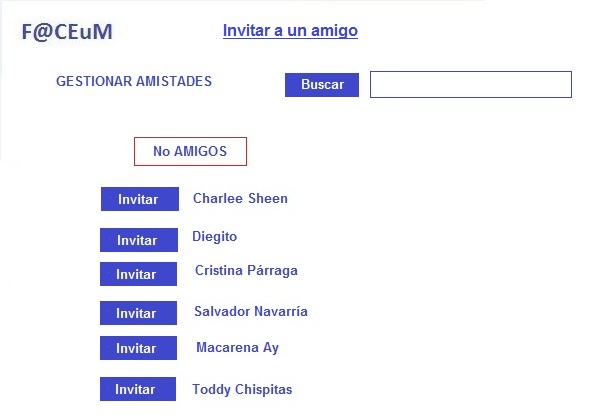 F@CEuM
Invitar a un amigo
GESTIONAR AMISTADES
Buscar
No AMIGOS
Invitar Charlee Sheen
Invitar Diegito
Invitar Cristina Párraga
Invitar Salvador Navarría
Invitar Macarena Ay
Invitar Toddy Chispitas